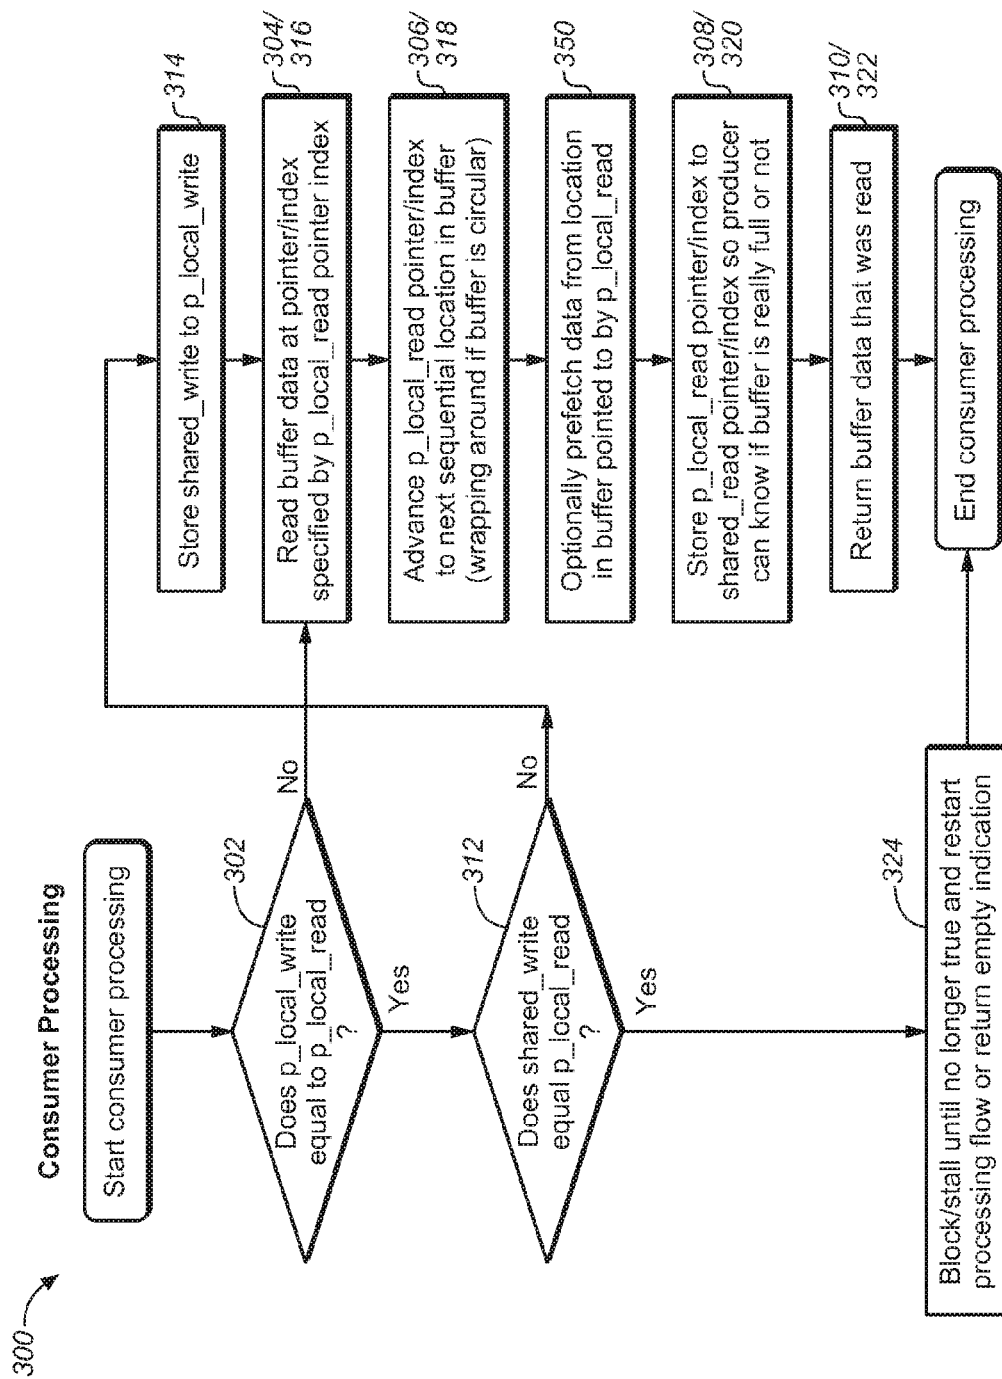 300
Consumer Processing
Start consumer processing
302
Does p_local_write
equal to p_local_read
?
No
Yes
312
Does shared_write
equal p_local_read
?
No
Yes
324
Block/stall until no longer true and restart
processing flow or return empty indication
314
Store shared_write to p_local_write
304/
316
Read buffer data at pointer/index
specified by p_local_read pointer index
306/
318
Advance p_local_read pointer/index
to next sequential location in buffer
(wrapping around if buffer is circular)
350
Optionally prefetch data from location
in buffer pointed to by p_local_read
308/
320
Store p_local_read pointer/index to
shared_read pointer/index so producer
can know if buffer is really full or not
310/
322
Return buffer data that was read
End consumer processing